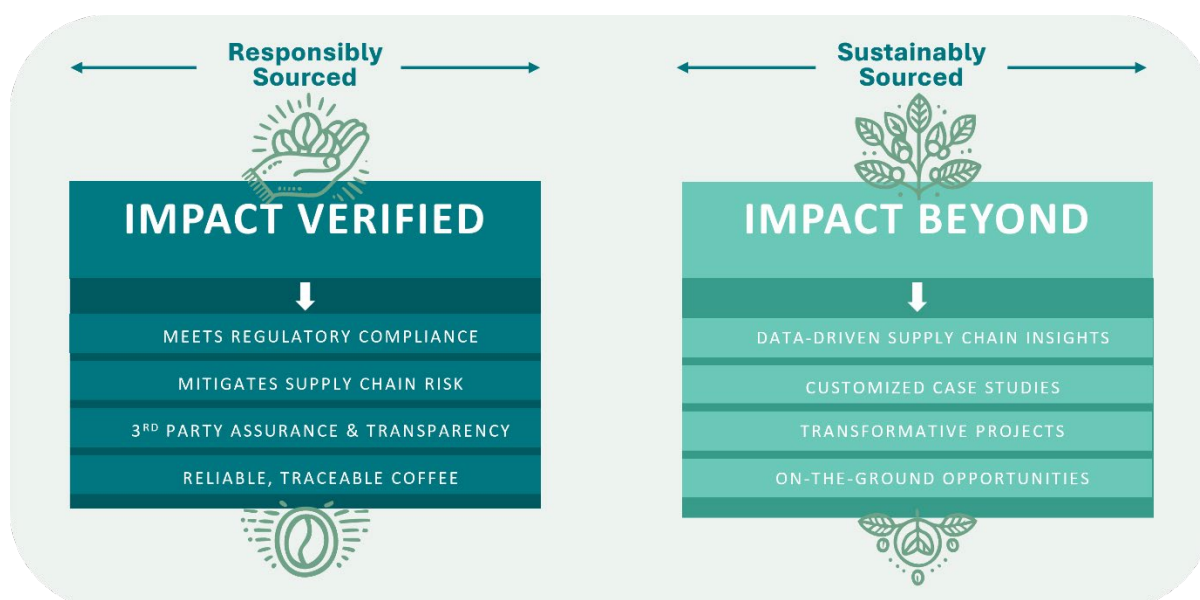 Responsibly
Sourced
IMPACT VERIFIED
MEETS REGULATORY COMPLIANCE
MITIGATES SUPPLY CHAIN RISK
3RD PARTY ASSURANCE & TRANSPARENCY
RELIABLE, TRACEABLE COFFEE
Sustainably
Sourced
IMPACT BEYOND
DATA-DRIVEN SUPPLY CHAIN INSIGHTS
CUSTOMIZED CASE STUDIES
TRANSFORMATIVE PROJECTS
ON-THE-GROUND OPPORTUNITIES